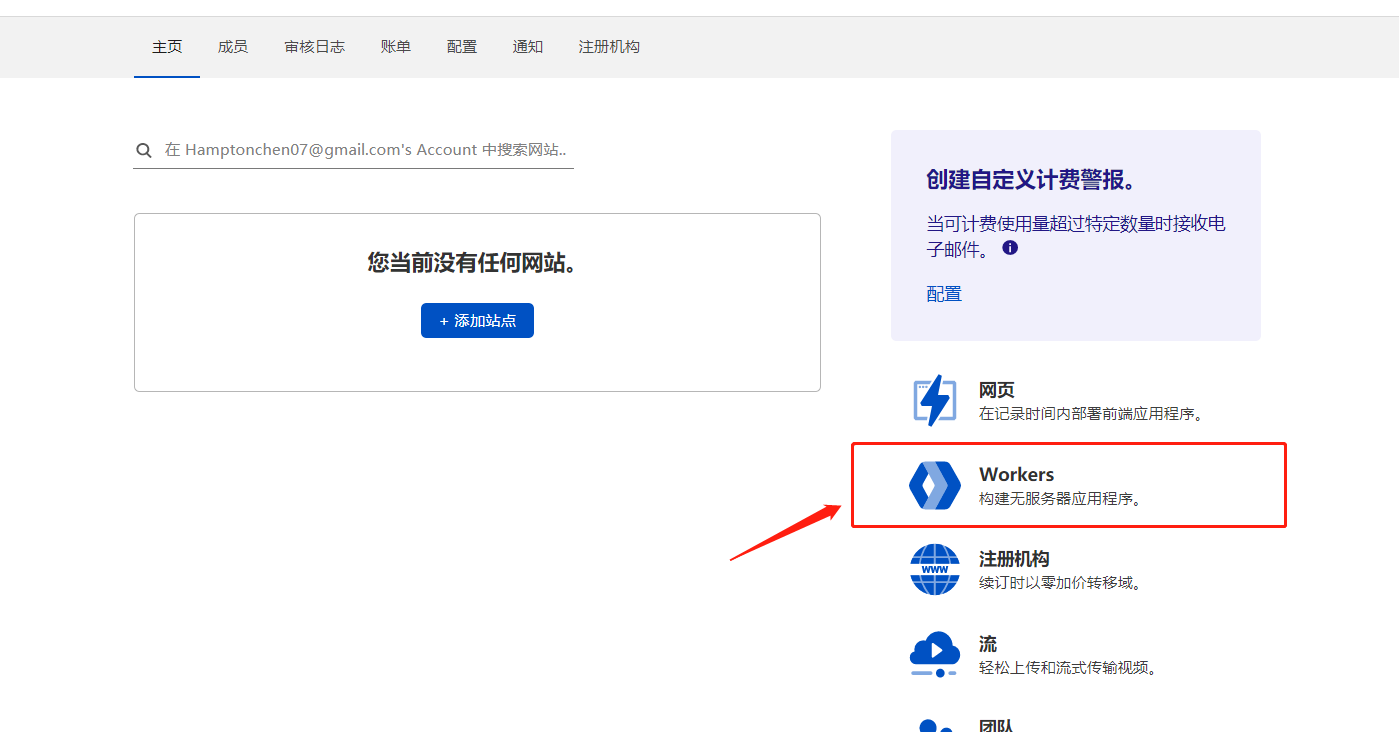 主页 成员 审核日志 账单 配置 通知 注册机构
在 Hamptonchen07@gmail.com's Account 中搜索网站..
您当前没有任何网站。
+ 添加站点
创建自定义计费警报。
当可计费使用量超过特定数量时接收电
子邮件。
配置
网页
在记录时间内部署前端应用程序。
Workers
构建无服务器应用程序。
www
注册机构
续订时以零加价转移域。
流
轻松上传和流式传输视频。
团队